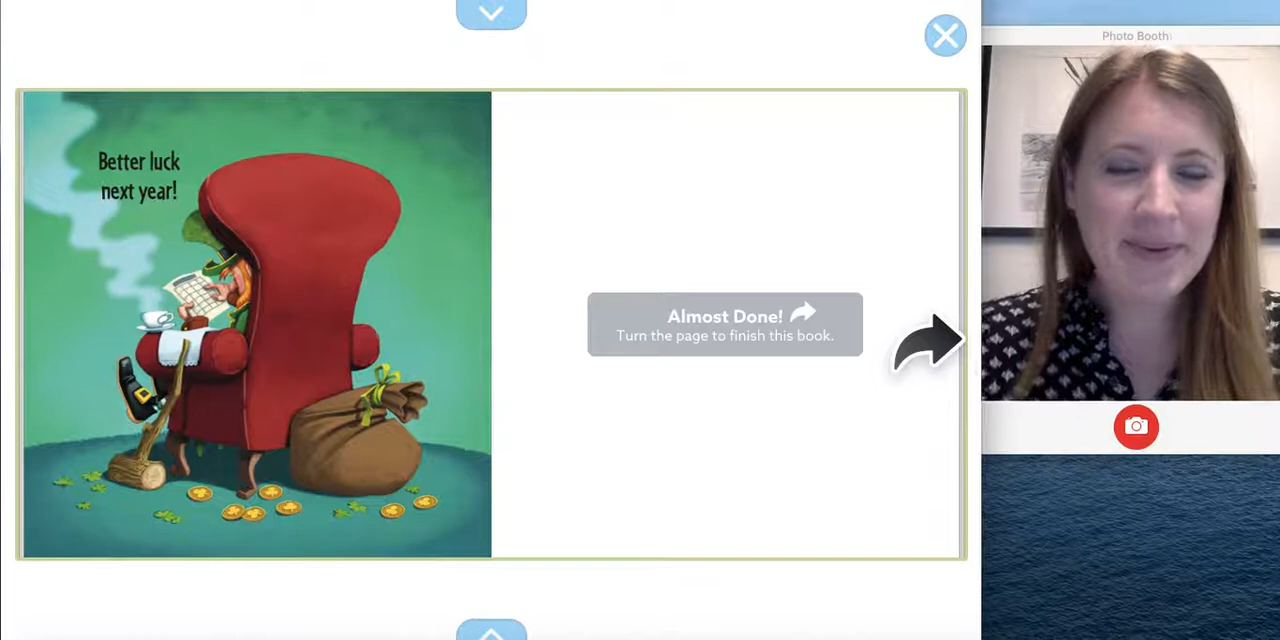 Photo Booth
Better luck
next year!
Almost Done!
Turn the page to finish this book.